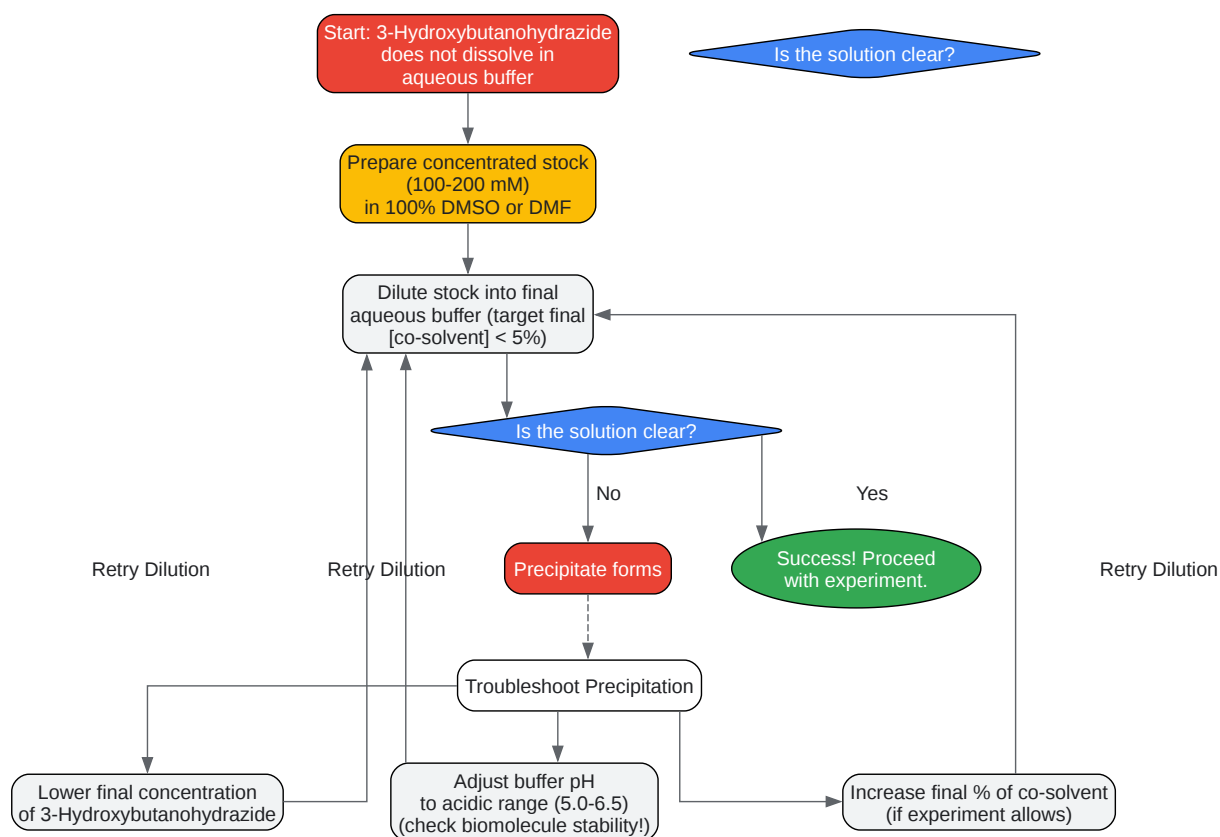 Start: 3-Hydroxybutanohydrazide
does not dissolve in
aqueous buffer
Is the solution clear?
Prepare concentrated stock
(100-200 mM)
in 100% DMSO or DMF
Dilute stock into final
aqueous buffer (target final
[co-solvent] < 5%)
Is the solution clear?
No
Yes
Precipitate forms
Success! Proceed
with experiment.
Retry Dilution
Retry Dilution
Retry Dilution
Troubleshoot Precipitation
Lower final concentration
of 3-Hydroxybutanohydrazide
Adjust buffer pH
to acidic range (5.0-6.5)
(check biomolecule stability!)
Increase final % of co-solvent
(if experiment allows)